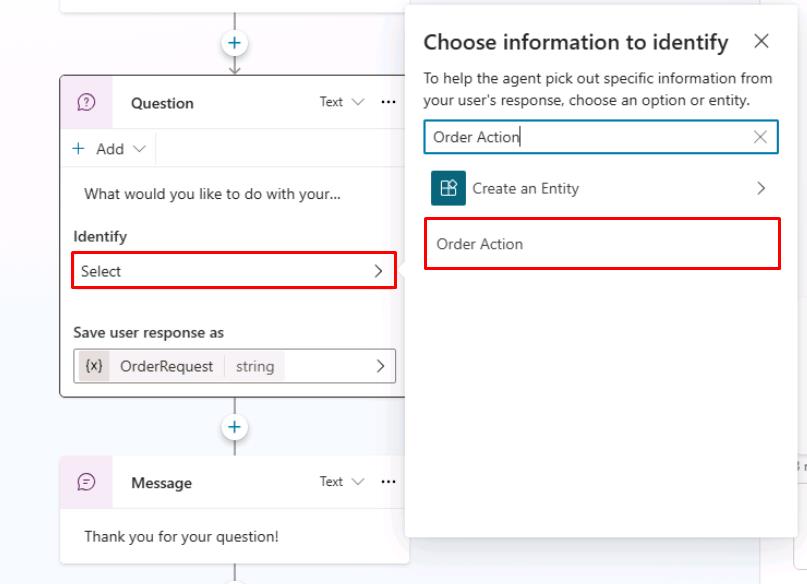 Question
Text
Add
What would you like to do with your...
Identify
Select
Save user response as
{x} OrderRequest string
Message
Text
Thank you for your question!
Choose information to identify
To help the agent pick out specific information from
your user's response, choose an option or entity.
Order Action
Create an Entity
Order Action